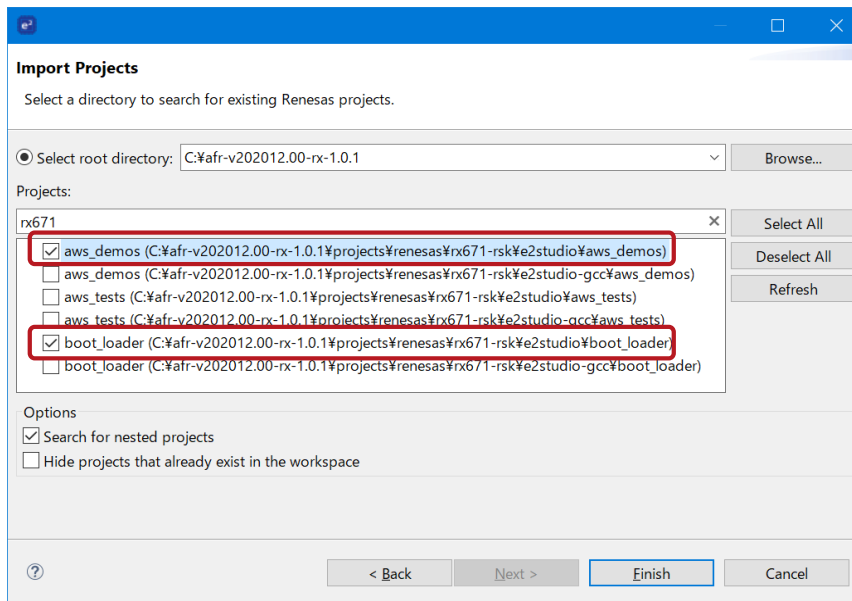 e²
Import Projects
Select a directory to search for existing Renesas projects.
Select root directory: C:¥afr-v202012.00-rx-1.0.1 Browse...
Projects:
rx671 Select All
aws_demos (C:¥afr-v202012.00-rx-1.0.1¥projects¥renesas¥rx671-rsk¥e2studio¥aws_demos)
Deselect All
aws_demos (C:¥afr-v202012.00-rx-1.0.1¥projects¥renesas¥rx671-rsk¥e2studio-gcc¥aws_demos)
aws_tests (C:¥afr-v202012.00-rx-1.0.1¥projects¥renesas¥rx671-rsk¥e2studio¥aws_tests)
Refresh
aws_tests (C:¥afr-v202012.00-rx-1.0.1¥projects¥renesas¥rx671-rsk¥e2studio-gcc¥aws_tests)
boot_loader (C:¥afr-v202012.00-rx-1.0.1¥projects¥renesas¥rx671-rsk¥e2studio¥boot_loader)
boot_loader (C:¥afr-v202012.00-rx-1.0.1¥projects¥renesas¥rx671-rsk¥e2studio-gcc¥boot_loader)
Options
Search for nested projects
Hide projects that already exist in the workspace
? < Back Next > Finish Cancel